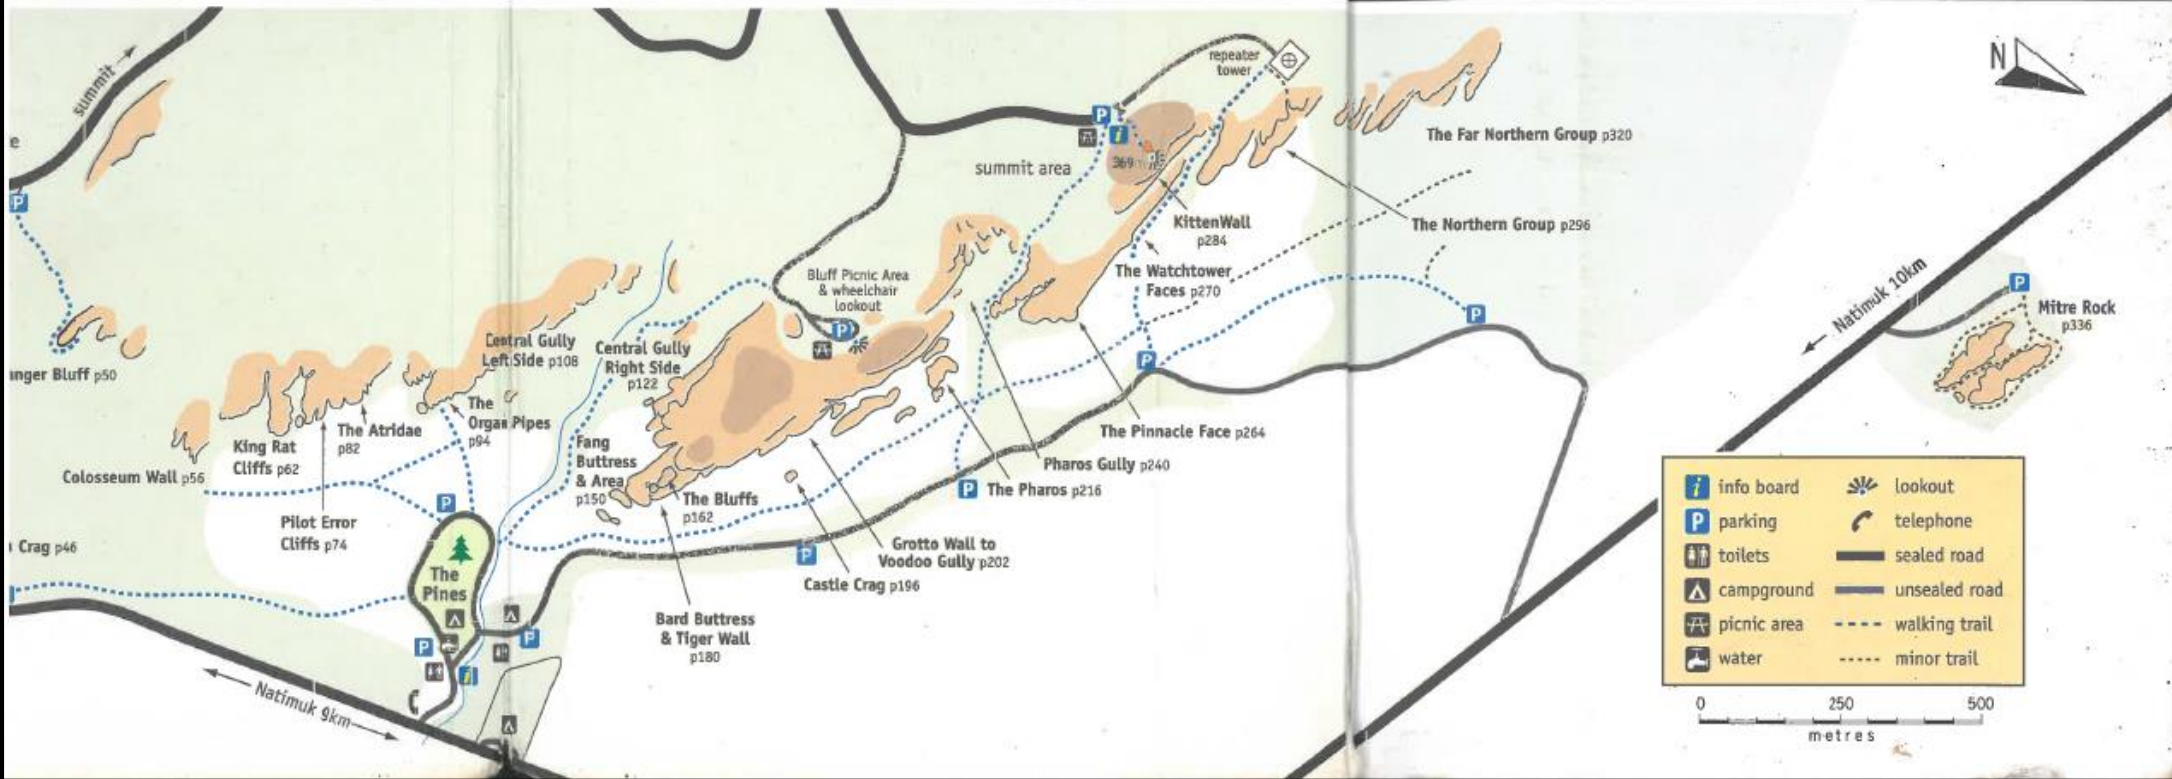 summit
e
P
anger Bluff p50
Colosseum Wall p56
Crag p46
King Rat
Cliffs p62
The Atridae
p82
Pilot Error
Cliffs p74
The
Organ Pipes
p94
Central Gully
Left Side p108
Central Gully
Right Side
p122
Fang
Buttress
& Area
p150
The Bluffs
p162
Bard Buttress
& Tiger Wall
p180
Castle Crag p196
Grotto Wall to
Voodoo Gully p202
The Pharos p216
Pharos Gully p240
The Pinnacle Face p264
Bluff Picnic Area
& wheelchair
lookout
P
summit area
P
i
369
repeater
tower
KittenWall
p284
The Watchtower
Faces p270
The Northern Group p296
The Far Northern Group p320
P
P
P
P
P
The
Pines
P
P
i
Natimuk 9km
N
Natimuk 10km
P
Mitre Rock
p336
i info board
lookout
P parking
telephone
toilets
sealed road
campground
unsealed road
picnic area
walking trail
water
minor trail
0 250 500
metres